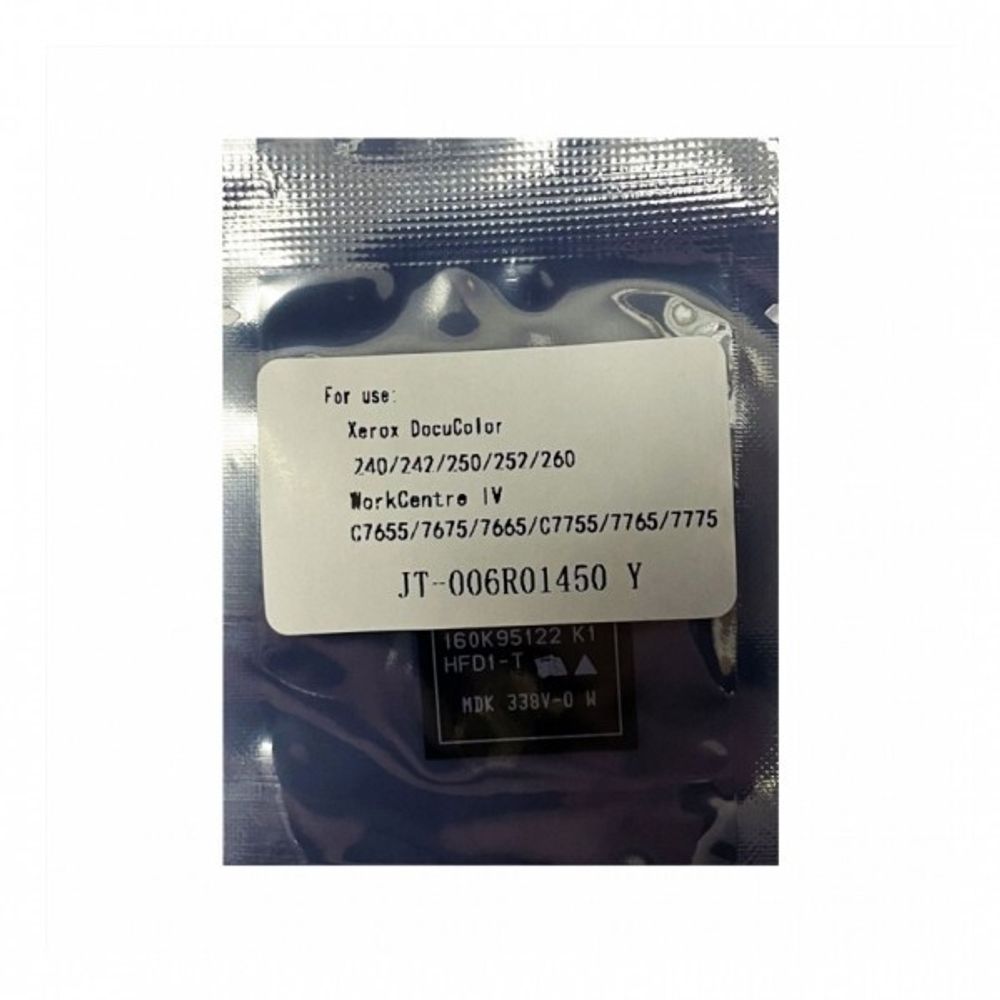 For use:
Xerox DocuColor
240/242/250/252/260
WorkCentre IV
C7655/7675/7665/C7755/7765/7775
JT-006R01450 Y
160K95122 K1
HFD1-T
MDK 338V-0 W